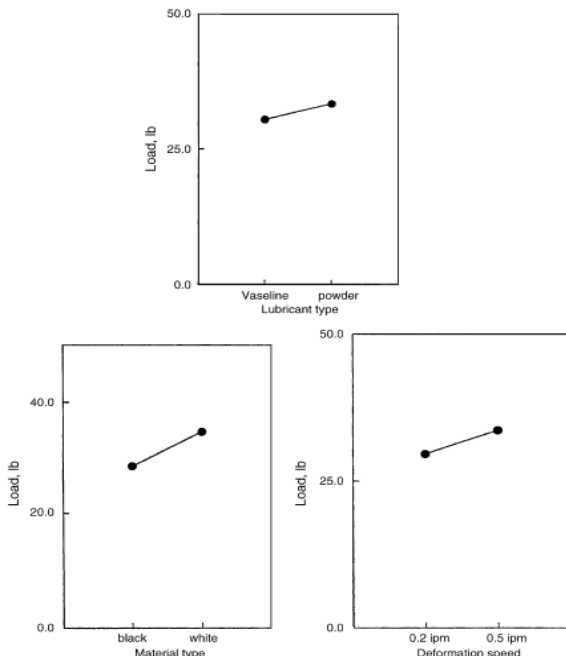 50.0
Load, lb
25.0
0.0
Vaseline powder
Lubricant type
40.0
Load, lb
20.0
0.0
black white
Material type
50.0
Load, lb
25.0
0.0
0.2 ipm 0.5 ipm
Deformation speed